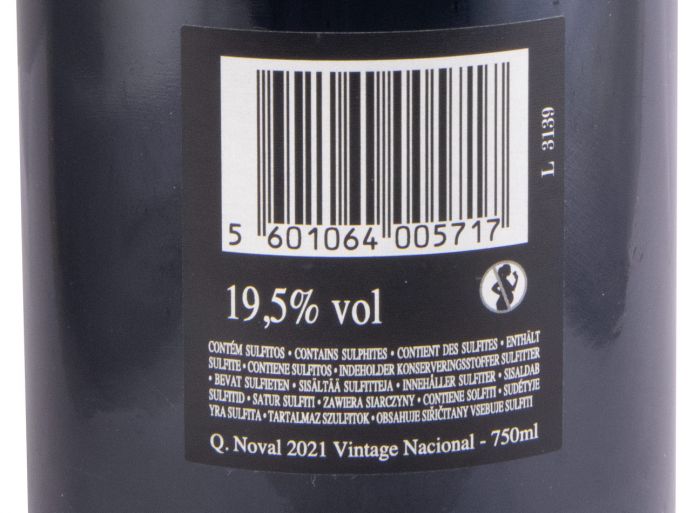 L 3139
5 601064 005717
19,5% vol
CONTÉM SULFITOS • CONTAINS SULPHITES • CONTIENT DES SULFITES • ENTHÄLT
SULFITE • CONTIENE SULFITOS • INDEHOLDER KONSERVERINGSSTOFFER SULFITTER
• BEVAT SULFIETEN • SISÄLTÄÄ SULFITTEJA • INNEHÅLLER SULFITER • SISALDAB
SULFITID • SATUR SULFITI • ZAWIERA SIARCZYNY • CONTIENE SOLFITI • SUDĖTYJE
YRA SULFITA • TARTALMAZ SZULFITOK • OBSAHUJE SIŘIČITANY VSEBUJE SULFITI
Q. Noval 2021 Vintage Nacional - 750ml